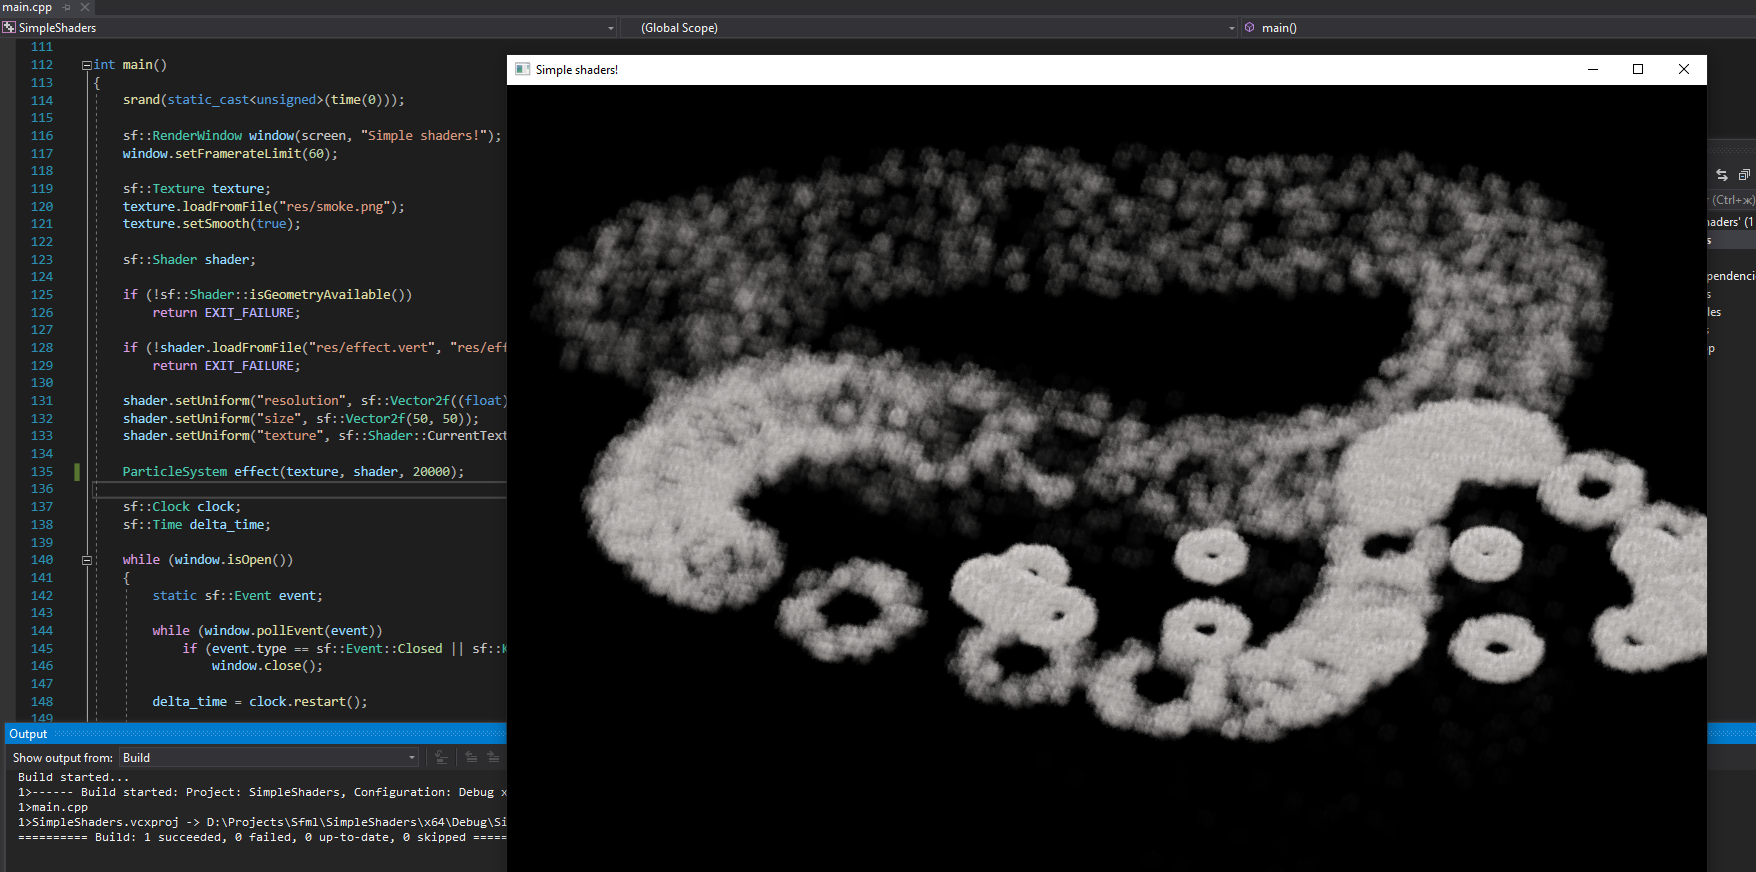 main.cpp
SimpleShaders (Global Scope) main()
111
112 int main()
113 {
114 srand(static_cast<unsigned>(time(0)));
115
116 sf::RenderWindow window(screen, "Simple shaders!");
117 window.setFramerateLimit(60);
118
119 sf::Texture texture;
120 texture.loadFromFile("res/smoke.png");
121 texture.setSmooth(true);
122
123 sf::Shader shader;
124
125 if (!sf::Shader::isGeometryAvailable())
126 return EXIT_FAILURE;
127
128 if (!shader.loadFromFile("res/effect.vert", "res/eff
129 return EXIT_FAILURE;
130
131 shader.setUniform("resolution", sf::Vector2f((float)
132 shader.setUniform("size", sf::Vector2f(50, 50));
133 shader.setUniform("texture", sf::Shader::CurrentText
134
135 ParticleSystem effect(texture, shader, 20000);
136
137 sf::Clock clock;
138 sf::Time delta_time;
139
140 while (window.isOpen())
141 {
142 static sf::Event event;
143
144 while (window.pollEvent(event))
145 if (event.type == sf::Event::Closed || sf::K
146 window.close();
147
148 delta_time = clock.restart();
149
Simple shaders!
(Ctrl+ж)
haders' (1
s
pendenci
s
les
s
p
Output
Show output from: Build
Build started...
1>------ Build started: Project: SimpleShaders, Configuration: Debug x
1>main.cpp
1>SimpleShaders.vcxproj -> D:\Projects\Sfml\SimpleShaders\x64\Debug\Si
========== Build: 1 succeeded, 0 failed, 0 up-to-date, 0 skipped =====